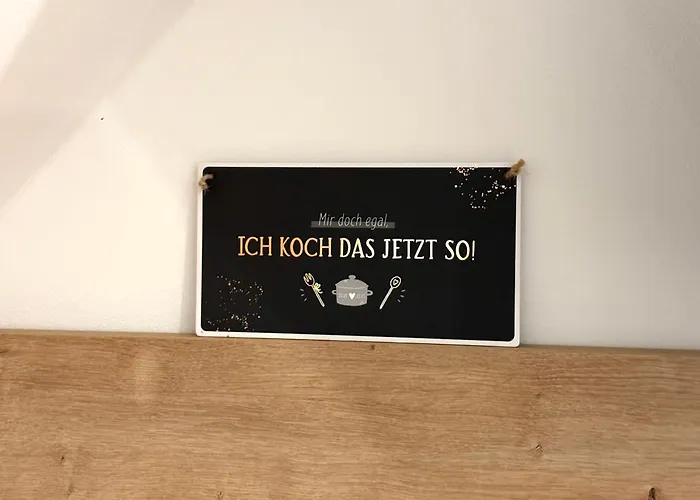 Mir doch egal,
ICH KOCH DAS JETZT SO!